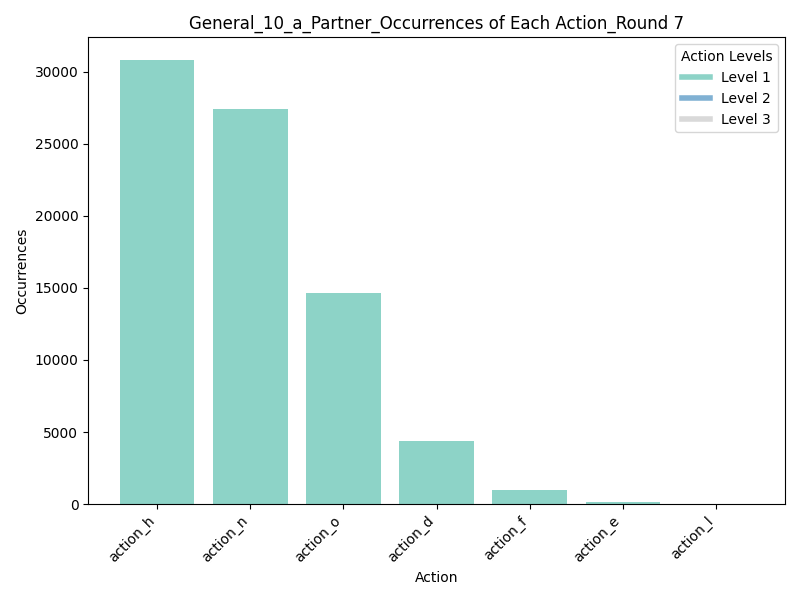 General_10_a_Partner_Occurrences of Each Action_Round 7
Action Levels
Level 1
Level 2
Level 3
Occurrences
30000
25000
20000
15000
10000
5000
0
action_h
action_n
action_o
action_d
action_f
action_e
action_l
Action